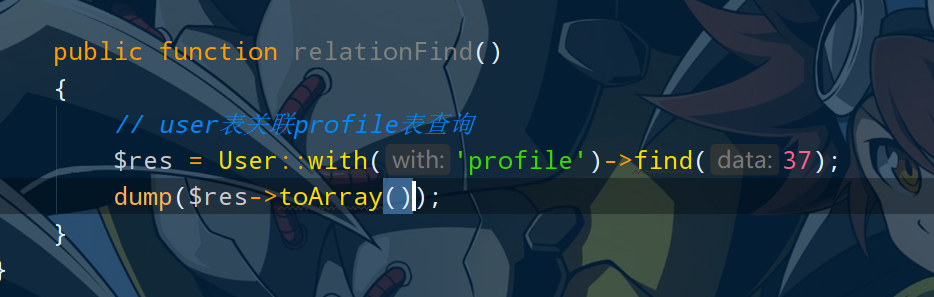 public function relationFind()
{
// user表关联profile表查询
$res = User::with( with: 'profile')->find( data: 37);
dump($res->toArray());
}
}